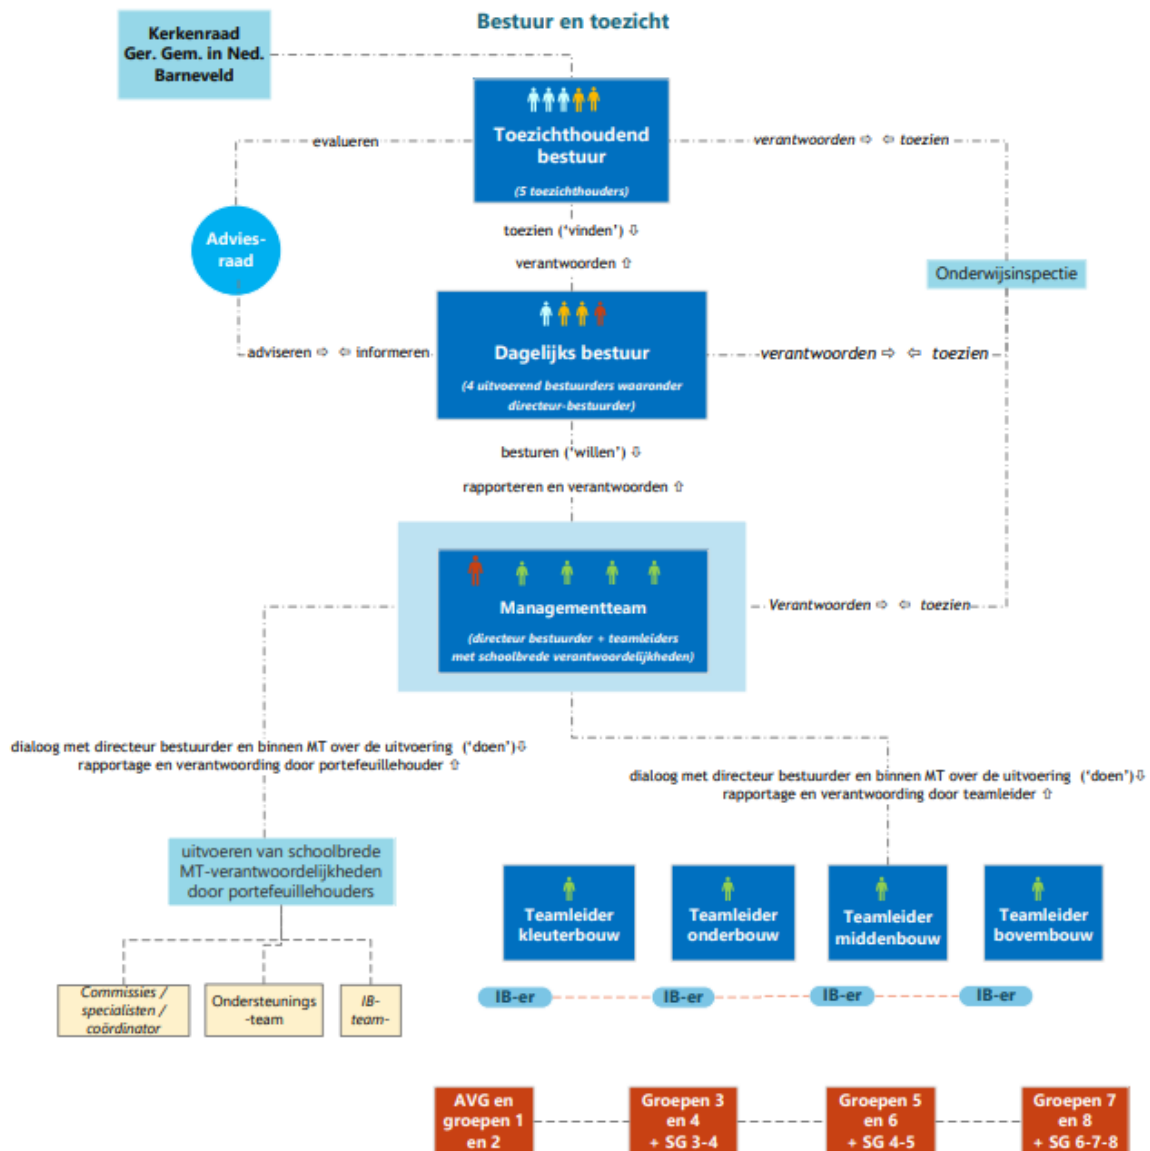 Bestuur en toezicht
Kerkenraad
Ger. Gem. in Ned.
Barneveld
Toezichthoudend
bestuur
(5 toezichthouders)
evalueren
verantwoorden ⇨ ⇦ toezien
Advies-
raad
toezien (‘vinden’) ⇩
verantwoorden ⇧
Onderwijsinspectie
Dagelijks bestuur
(4 uitvoerend bestuurders waaronder
directeur-bestuurder)
adviseren ⇨ ⇦ informeren
verantwoorden ⇨ ⇦ toezien
besturen (‘willen’) ⇩
rapporteren en verantwoorden ⇧
Managementteam
(directeur bestuurder + teamleiders
met schoolbrede verantwoordelijkheden)
Verantwoorden ⇨ ⇦ toezien
dialoog met directeur bestuurder en binnen MT over de uitvoering (‘doen’)⇩
rapportage en verantwoording door portefeuillehouder ⇧
dialoog met directeur bestuurder en binnen MT over de uitvoering (‘doen’)⇩
rapportage en verantwoording door teamleider ⇧
uitvoeren van schoolbrede
MT-verantwoordelijkheden
door portefeuillehouders
Commissies /
specialisten /
coördinator
Ondersteunings
-team
IB-
team-
Teamleider
kleuterbouw
Teamleider
onderbouw
Teamleider
middenbouw
Teamleider
bovembouw
IB-er
IB-er
IB-er
IB-er
AVG en
groepen 1
en 2
Groepen 3
en 4
+ SG 3-4
Groepen 5
en 6
+ SG 4-5
Groepen 7
en 8
+ SG 6-7-8